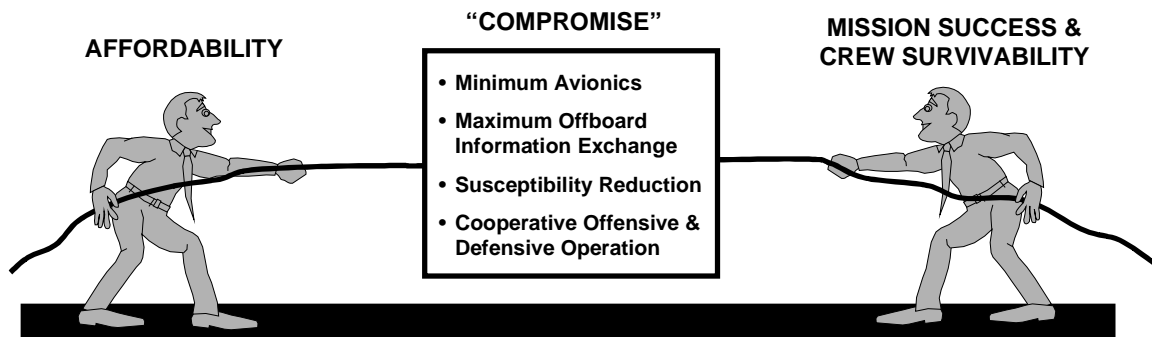 AFFORDABILITY
“COMPROMISE”
• Minimum Avionics
• Maximum Offboard
Information Exchange
• Susceptibility Reduction
• Cooperative Offensive &
Defensive Operation
MISSION SUCCESS &
CREW SURVIVABILITY